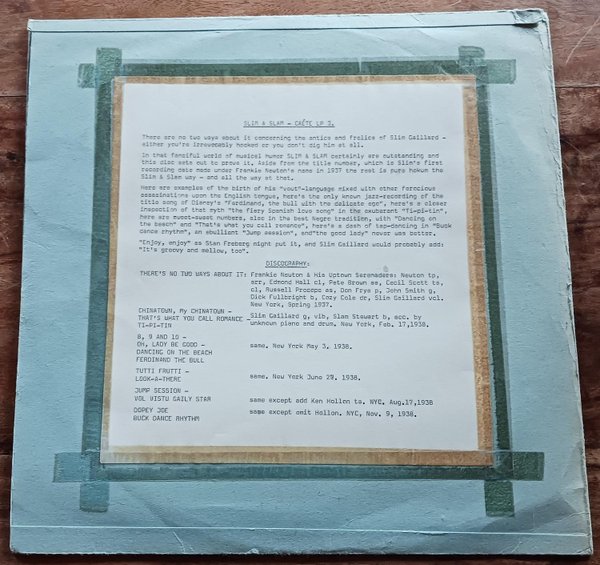 SLIM & SLAM - CAÊTE LP 3.
There are no two ways about it concerning the antics and frolics of Slim Gaillard -
either you're irrevocably hooked or you don't dig him at all.
In that fanciful world of musical humor SLIM & SLAM certainly are outstanding and
this disc sets out to prove it. Aside from the title number, which is Slim's first
recording date made under Frankie Newton's name in 1937 the rest is pure hokum the
Slim & Slam way - and all the way at that.
Here are examples of the birth of his "vout"-language mixed with other ferocious
assassinations upon the English tongue, here's the only known jazz-recording of the
title song of Disney's "Ferdinand, the bull with the delicate ego", here's a closer
inspection of that myth "the fiery Spanish love song" in the exuberant "Ti-pi-tin",
here are sweet-sweet numbers, also in the best Negro tradition, with "Dancing on
the beach" and "That's what you call romance", here's a dash of tap-dancing in "Buck
dance rhythm", an ebullient "Jump session", and "the good lady" never was better.
"Enjoy, enjoy" as Stan Freberg might put it, and Slim Gaillard would probably add:
"It's groovy and mellow, too".
DISCOGRAPHY:
THERE'S NO TWO WAYS ABOUT IT: Frankie Newton & His Uptown Serenaders: Newton tp,
arr, Edmond Hall cl, Pete Brown as, Cecil Scott ts,
cl, Russell Procope as, Don Frye p, John Smith g,
Dick Fullbright b, Cozy Cole dr, Slim Gaillard vcl.
New York, Spring 1937.
CHINATOWN, My CHINATOWN -
THAT'S WHAT YOU CALL ROMANCE - Slim Gaillard g, vib, Slam Stewart b, acc. by
TI-PI-TIN unknown piano and drum, New York, Feb. 17,1938.
8, 9 AND 10 -
OH, LADY BE GOOD - same. New York May 3, 1938.
DANCING ON THE BEACH
FERDINAND THE BULL
TUTTI FRUTTI -
LOOK-A-THERE same, New York June 1938.
JUMP SESSION -
VOL VISTU GAILY STAR same except add Ken Hollon ts. NYC, Aug.17,1938
DOPEY JOE same except omit Hollon. NYC, Nov. 9, 1938.
BUCK DANCE RHYTHM